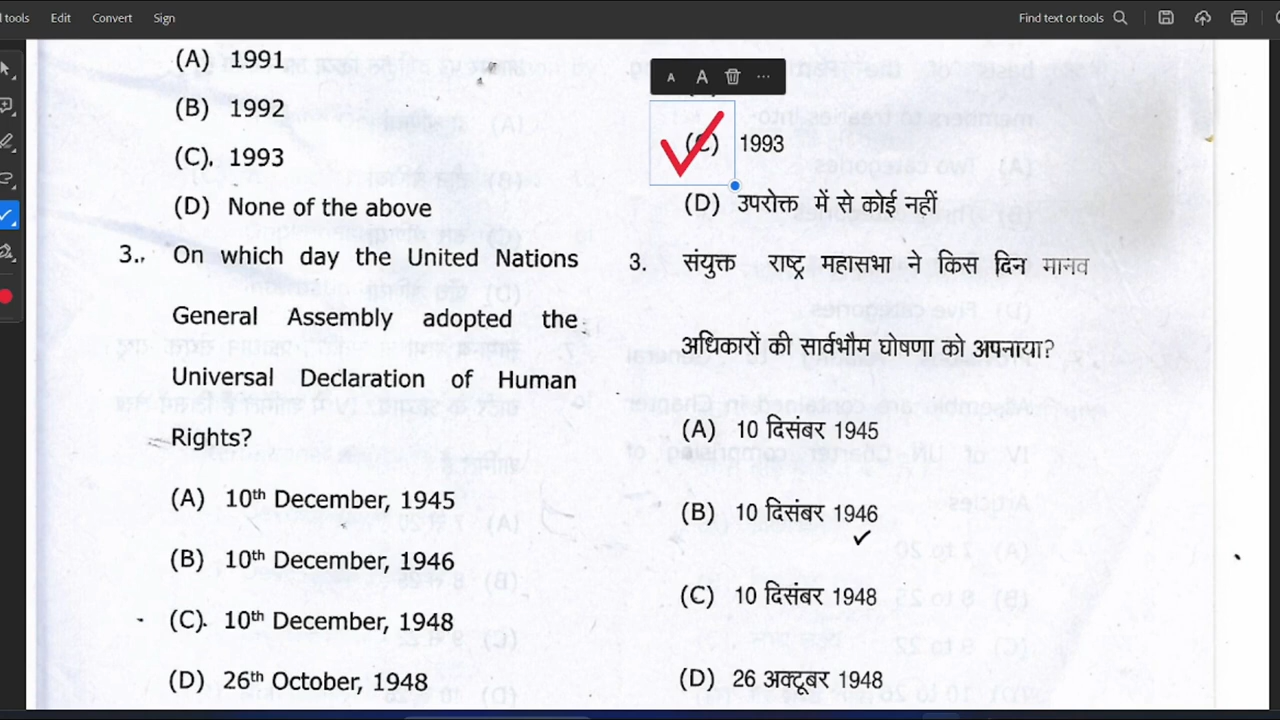 l tools Edit Convert Sign Find text or tools
(A) 1991
(B) 1992
(C). 1993
(D) None of the above
3.. On which day the United Nations
General Assembly adopted the
Universal Declaration of Human
Rights?
(A) 10th December, 1945
(B) 10th December, 1946
(C). 10th December, 1948
(D) 26th October, 1948
A A ...
(C) 1993
(D) उपरोक्त में से कोई नहीं
3. संयुक्त राष्ट्र महासभा ने किस दिन मानव
अधिकारों की सार्वभौम घोषणा को अपनाया?
(A) 10 दिसंबर 1945
(B) 10 दिसंबर 1946
(C) 10 दिसंबर 1948
(D) 26 अक्टूबर 1948